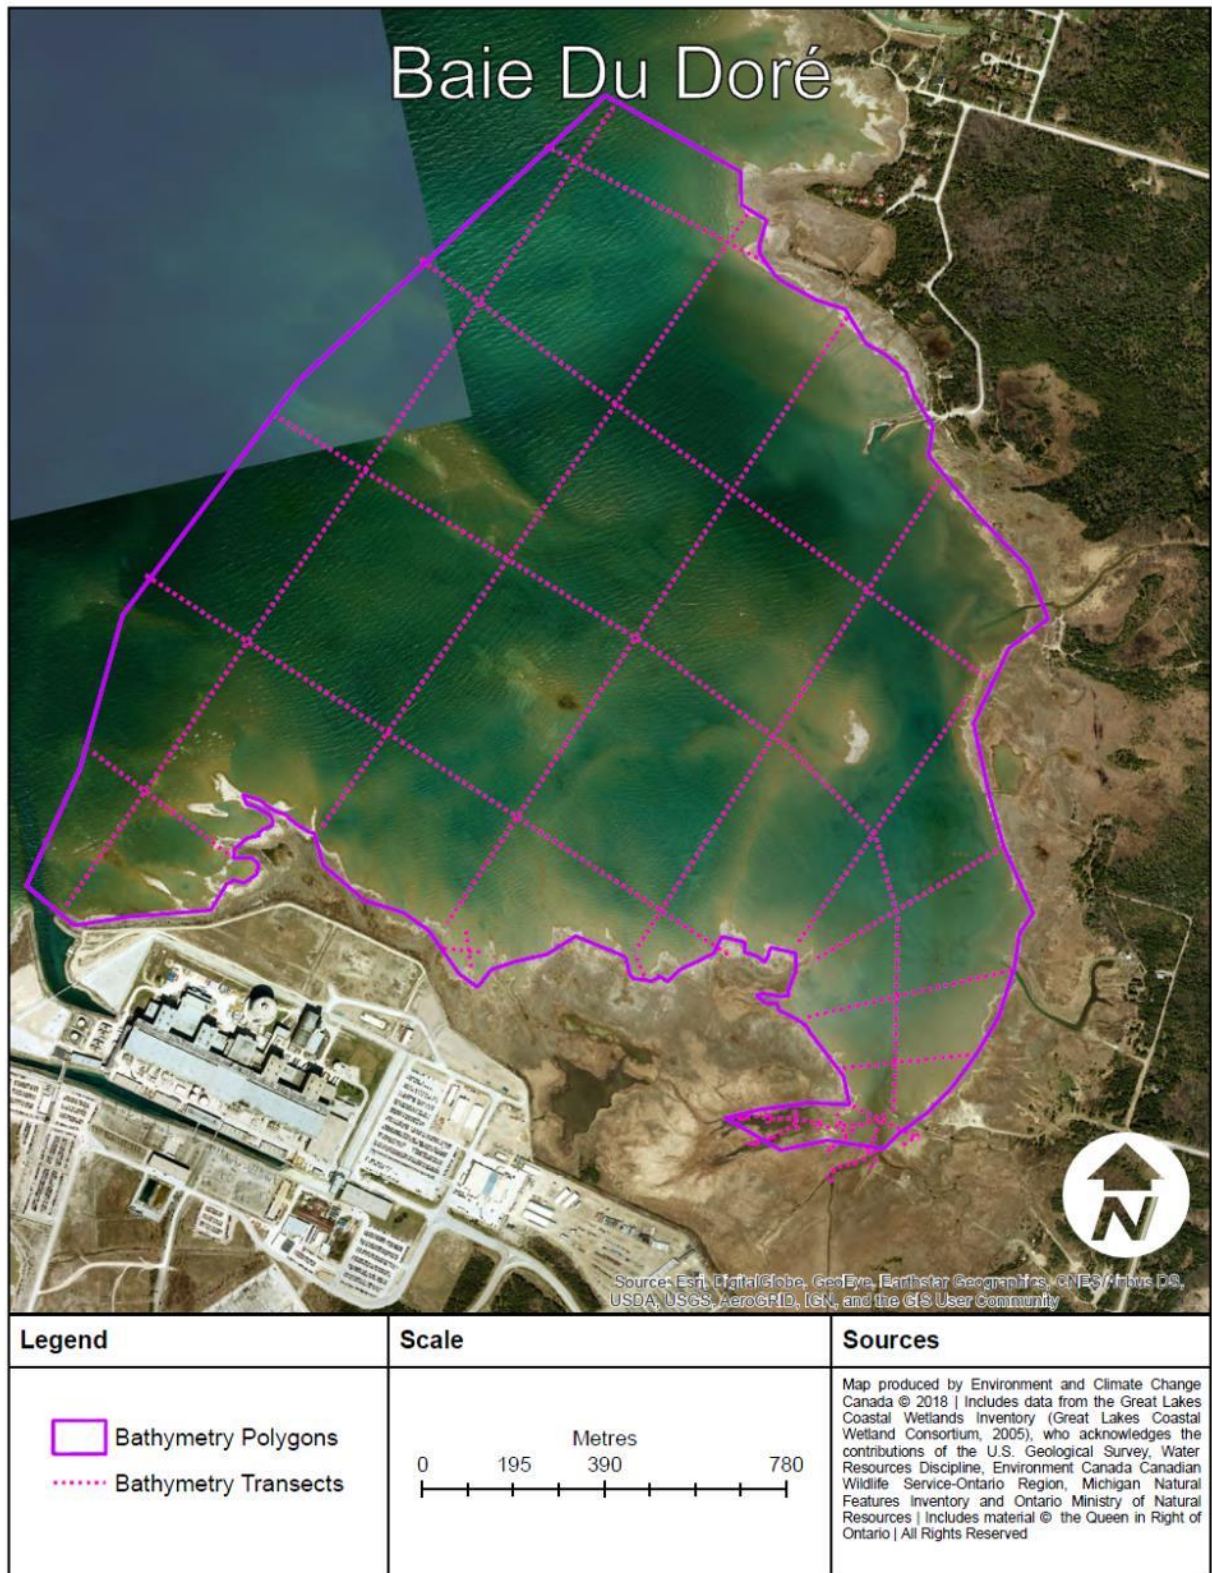 Baie Du Doré
N
Source: Esri, DigitalGlobe, GeoEye, Earthstar Geographics, CNES/Airbus DS,
USDA, USGS, AeroGRID, IGN, and the GIS User Community
Legend
Bathymetry Polygons
Bathymetry Transects
Scale
Metres
0 195 390 780
Sources
Map produced by Environment and Climate Change
Canada © 2018 | Includes data from the Great Lakes
Coastal Wetlands Inventory (Great Lakes Coastal
Wetland Consortium, 2005), who acknowledges the
contributions of the U.S. Geological Survey, Water
Resources Discipline, Environment Canada Canadian
Wildlife Service-Ontario Region, Michigan Natural
Features Inventory and Ontario Ministry of Natural
Resources | Includes material © the Queen in Right of
Ontario | All Rights Reserved